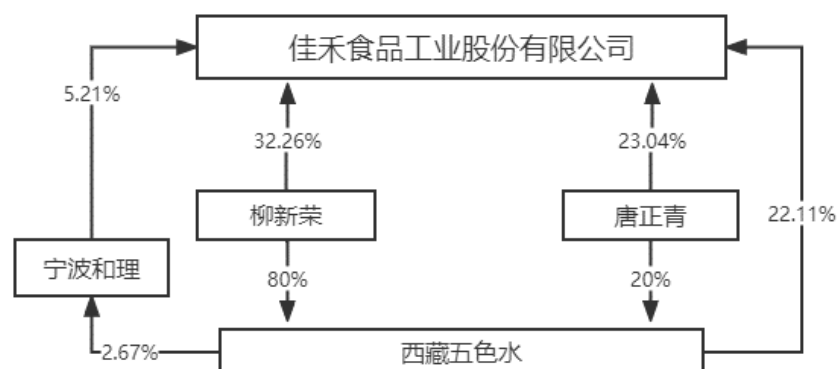 佳禾食品工业股份有限公司
5.21%
32.26%
23.04%
柳新荣
唐正青
22.11%
宁波和理
80%
20%
2.67%
西藏五色水